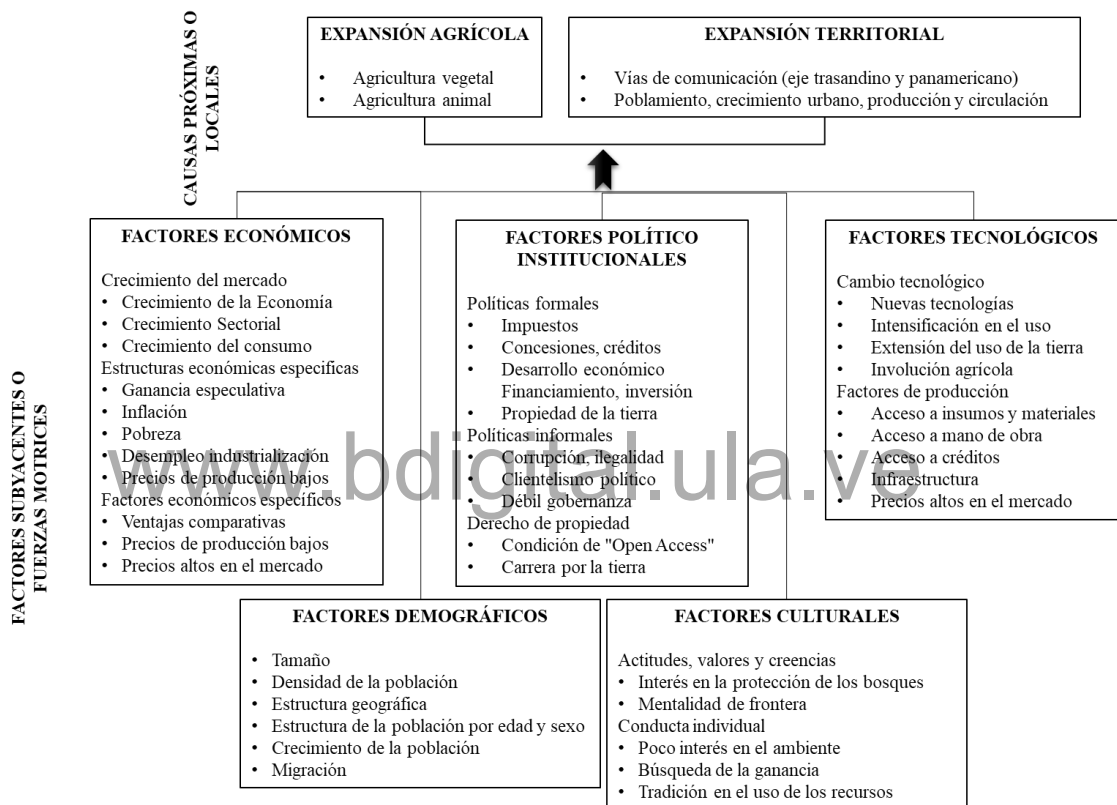 CAUSAS PRÓXIMAS O
LOCALES
EXPANSIÓN AGRÍCOLA
• Agricultura vegetal
• Agricultura animal
EXPANSIÓN TERRITORIAL
• Vías de comunicación (eje trasandino y panamericano)
• Poblamiento, crecimiento urbano, producción y circulación
FACTORES SUBYACENTES O
FUERZAS MOTRICES
FACTORES ECONÓMICOS
Crecimiento del mercado
• Crecimiento de la Economía
• Crecimiento Sectorial
• Crecimiento del consumo
Estructuras económicas especificas
• Ganancia especulativa
• Inflación
• Pobreza
• Desempleo industrialización
• Precios de producción bajos
Factores económicos específicos
• Ventajas comparativas
• Precios de producción bajos
• Precios altos en el mercado
FACTORES POLÍTICO
INSTITUCIONALES
Políticas formales
• Impuestos
• Concesiones, créditos
• Desarrollo económico
Financiamiento, inversión
• Propiedad de la tierra
Políticas informales
• Corrupción, ilegalidad
• Clientelismo político
• Débil gobernanza
Derecho de propiedad
• Condición de "Open Access"
• Carrera por la tierra
FACTORES TECNOLÓGICOS
Cambio tecnológico
• Nuevas tecnologías
• Intensificación en el uso
• Extensión del uso de la tierra
• Involución agrícola
Factores de producción
• Acceso a insumos y materiales
• Acceso a mano de obra
• Acceso a créditos
• Infraestructura
• Precios altos en el mercado
www.bdigital.ula.ve
FACTORES DEMOGRÁFICOS
• Tamaño
• Densidad de la población
• Estructura geográfica
• Estructura de la población por edad y sexo
• Crecimiento de la población
• Migración
FACTORES CULTURALES
Actitudes, valores y creencias
• Interés en la protección de los bosques
• Mentalidad de frontera
Conducta individual
• Poco interés en el ambiente
• Búsqueda de la ganancia
• Tradición en el uso de los recursos